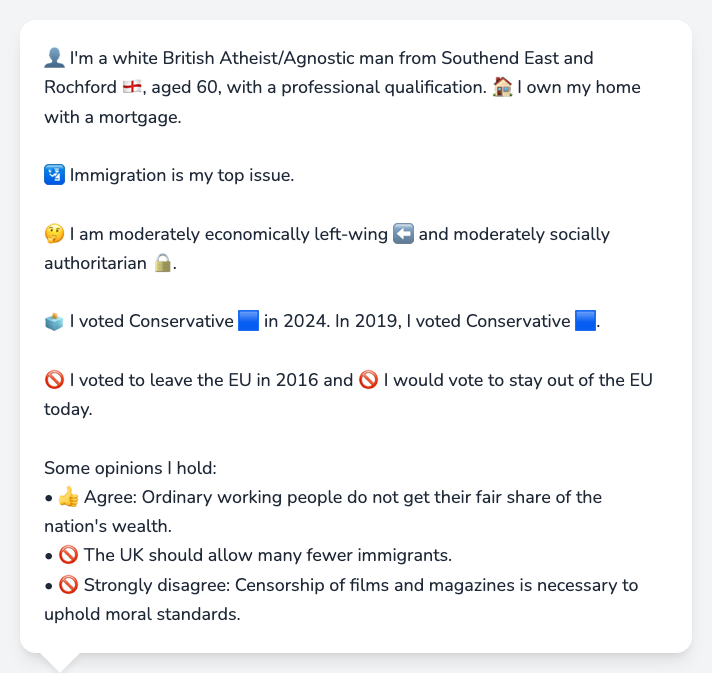 👤 I'm a white British Atheist/Agnostic man from Southend East and
Rochford 🏴󠁧󠁢󠁥󠁮󠁧󠁿, aged 60, with a professional qualification. 🏠 I own my home
with a mortgage.
🛂 Immigration is my top issue.
🤔 I am moderately economically left-wing ⬅️ and moderately socially
authoritarian 🔒.
🗳️ I voted Conservative 🟦 in 2024. In 2019, I voted Conservative 🟦.
🚫 I voted to leave the EU in 2016 and 🚫 I would vote to stay out of the EU
today.
Some opinions I hold:
• 👍 Agree: Ordinary working people do not get their fair share of the
nation's wealth.
• 🚫 The UK should allow many fewer immigrants.
• 🚫 Strongly disagree: Censorship of films and magazines is necessary to
uphold moral standards.